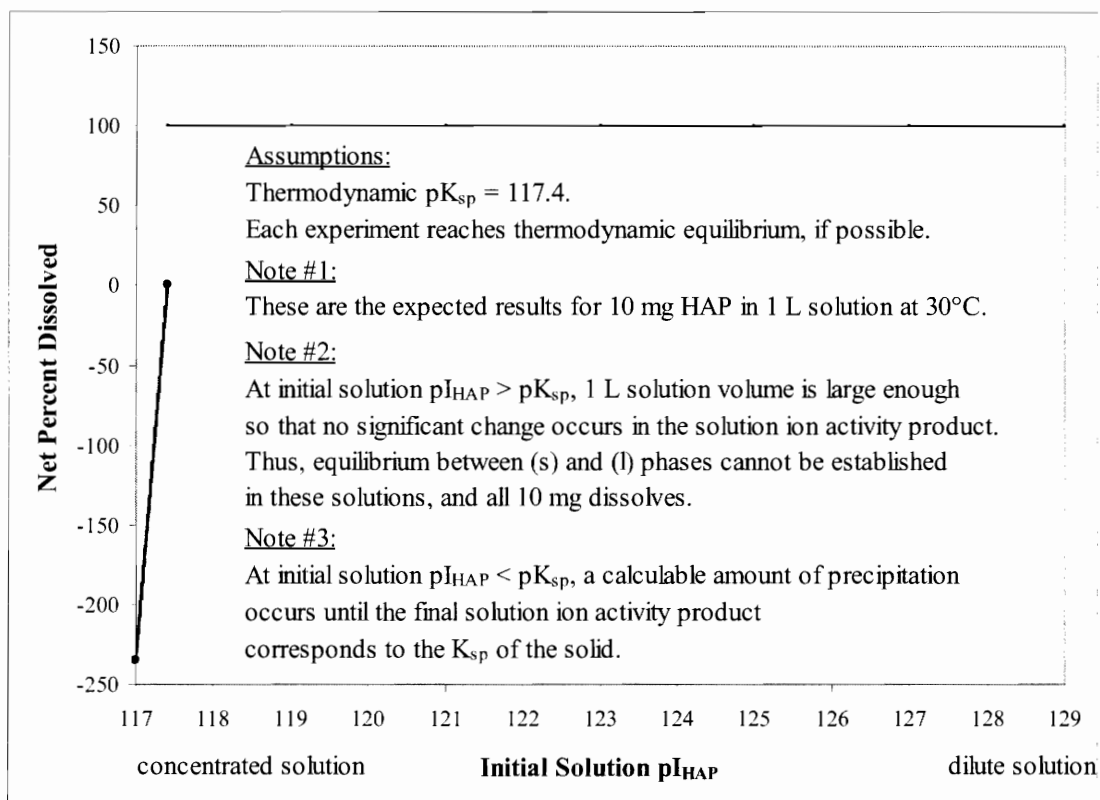 150
100
50
0
-50
-100
-150
-200
-250
Net Percent Dissolved
Assumptions:
Thermodynamic pKsp = 117.4.
Each experiment reaches thermodynamic equilibrium, if possible.
Note #1:
These are the expected results for 10 mg HAP in 1 L solution at 30°C.
Note #2:
At initial solution pIHAP > pKsp, 1 L solution volume is large enough
so that no significant change occurs in the solution ion activity product.
Thus, equilibrium between (s) and (l) phases cannot be established
in these solutions, and all 10 mg dissolves.
Note #3:
At initial solution pIHAP < pKsp, a calculable amount of precipitation
occurs until the final solution ion activity product
corresponds to the Ksp of the solid.
117 118 119 120 121 122 123 124 125 126 127 128 129
concentrated solution Initial Solution pIHAP dilute solution